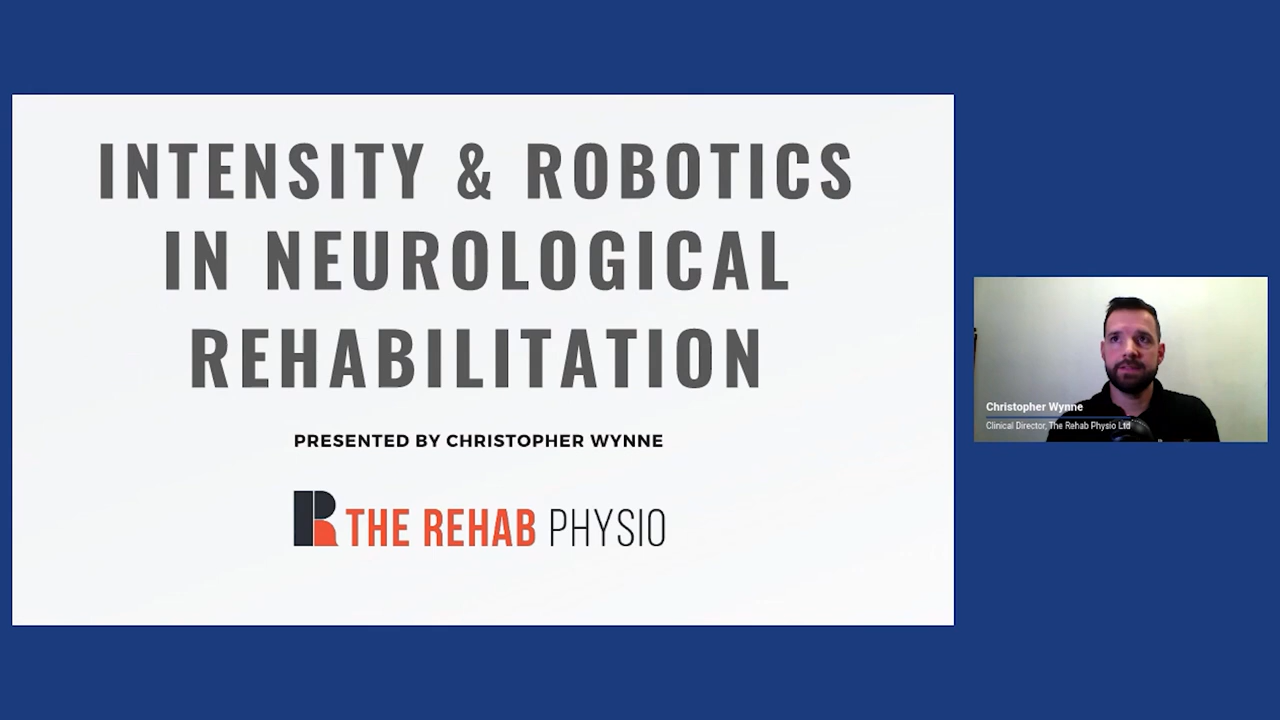 INTENSITY & ROBOTICS
IN NEUROLOGICAL
REHABILITATION
PRESENTED BY CHRISTOPHER WYNNE
THE REHAB PHYSIO
Christopher Wynne
Clinical Director, The Rehab Physio Ltd